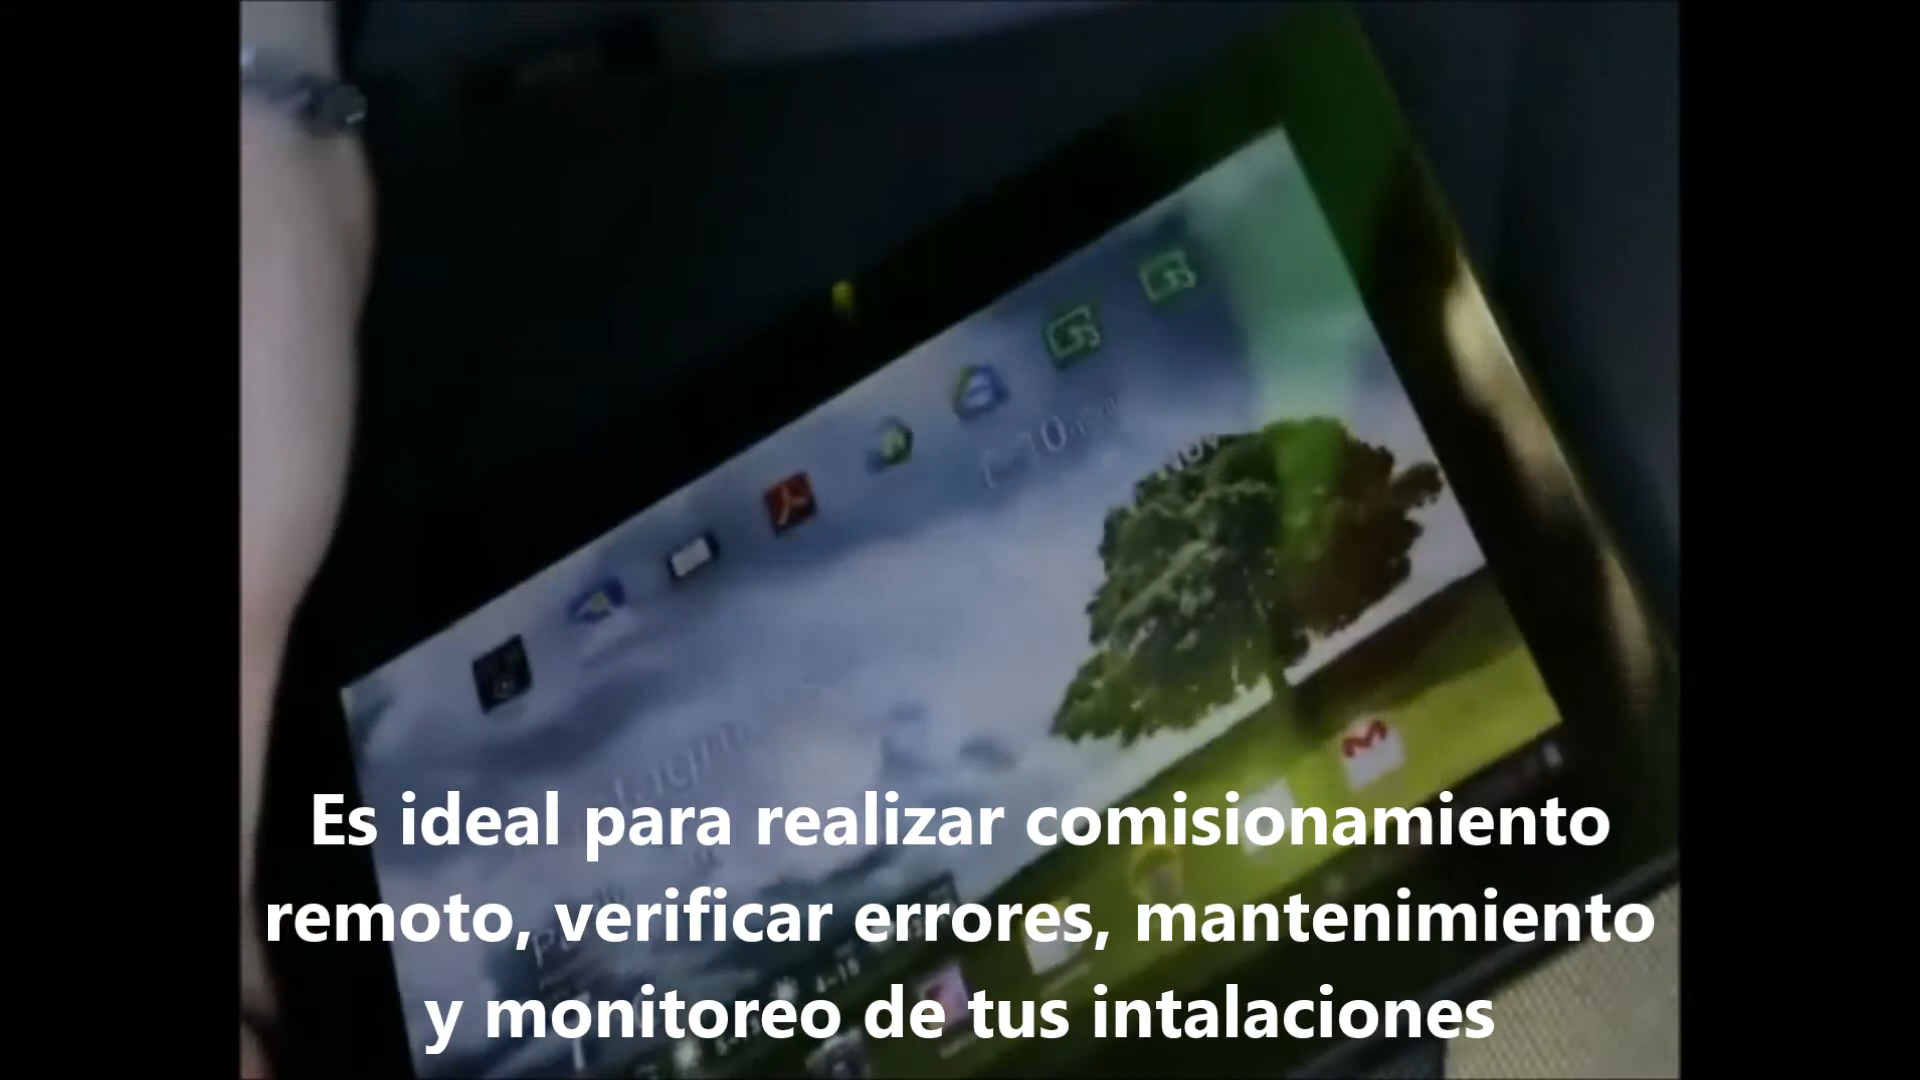 Es ideal para realizar comisionamiento
remoto, verificar errores, mantenimiento
y monitoreo de tus intalaciones